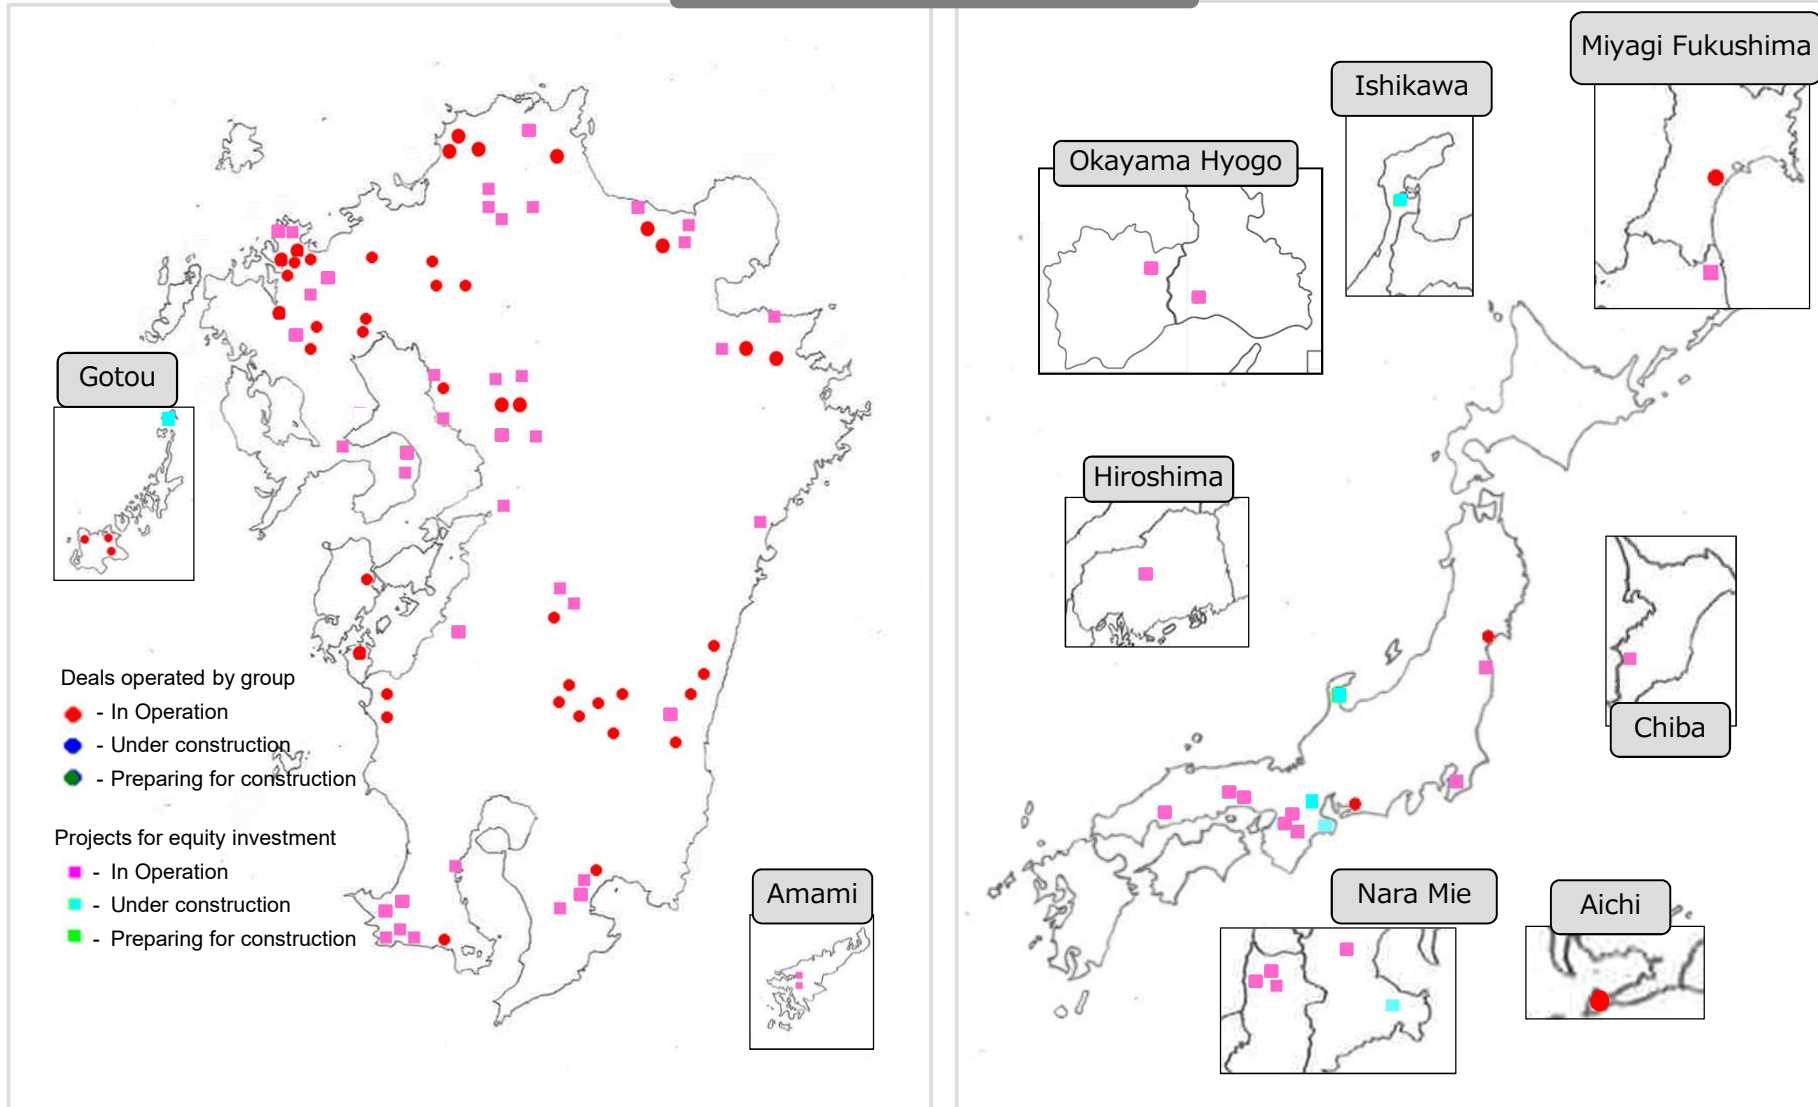 Gotou
Deals operated by group
- In Operation
- Under construction
- Preparing for construction
Projects for equity investment
- In Operation
- Under construction
- Preparing for construction
Amami
Miyagi Fukushima
Ishikawa
Okayama Hyogo
Hiroshima
Chiba
Nara Mie
Aichi